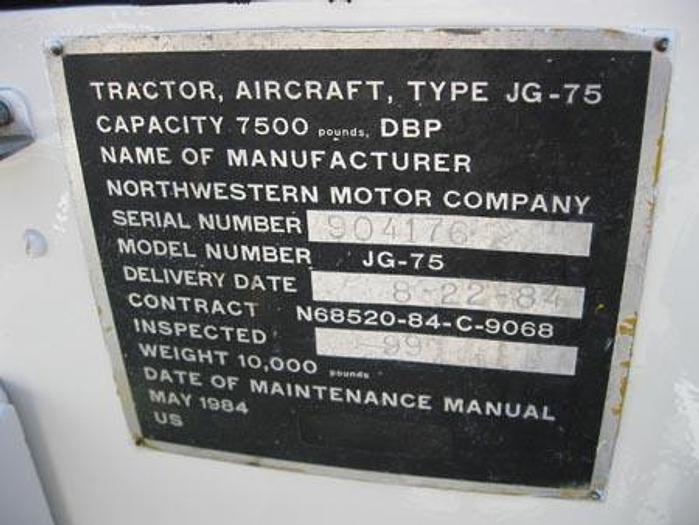 TRACTOR, AIRCRAFT, TYPE JG-75
CAPACITY 7500 pounds, DBP
NAME OF MANUFACTURER
NORTHWESTERN MOTOR COMPANY
SERIAL NUMBER 904176
MODEL NUMBER JG-75
DELIVERY DATE 8-22-84
CONTRACT N68520-84-C-9068
INSPECTED 99
WEIGHT 10,000 pounds
DATE OF MAINTENANCE MANUAL
MAY 1984
US